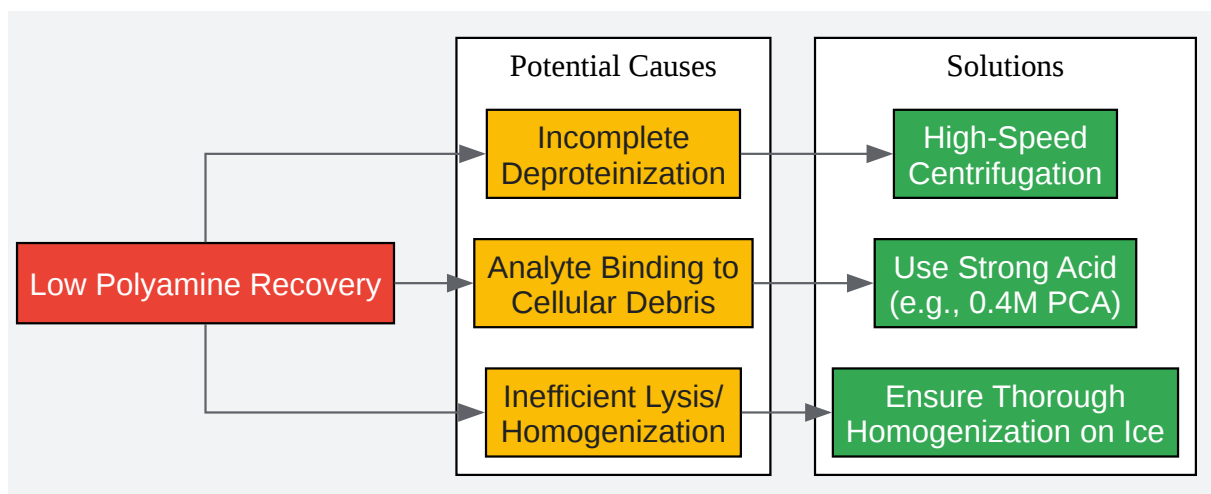 Potential Causes
Solutions
Incomplete
Deproteinization
High-Speed
Centrifugation
Low Polyamine Recovery
Analyte Binding to
Cellular Debris
Use Strong Acid
(e.g., 0.4M PCA)
Inefficient Lysis/
Homogenization
Ensure Thorough
Homogenization on Ice